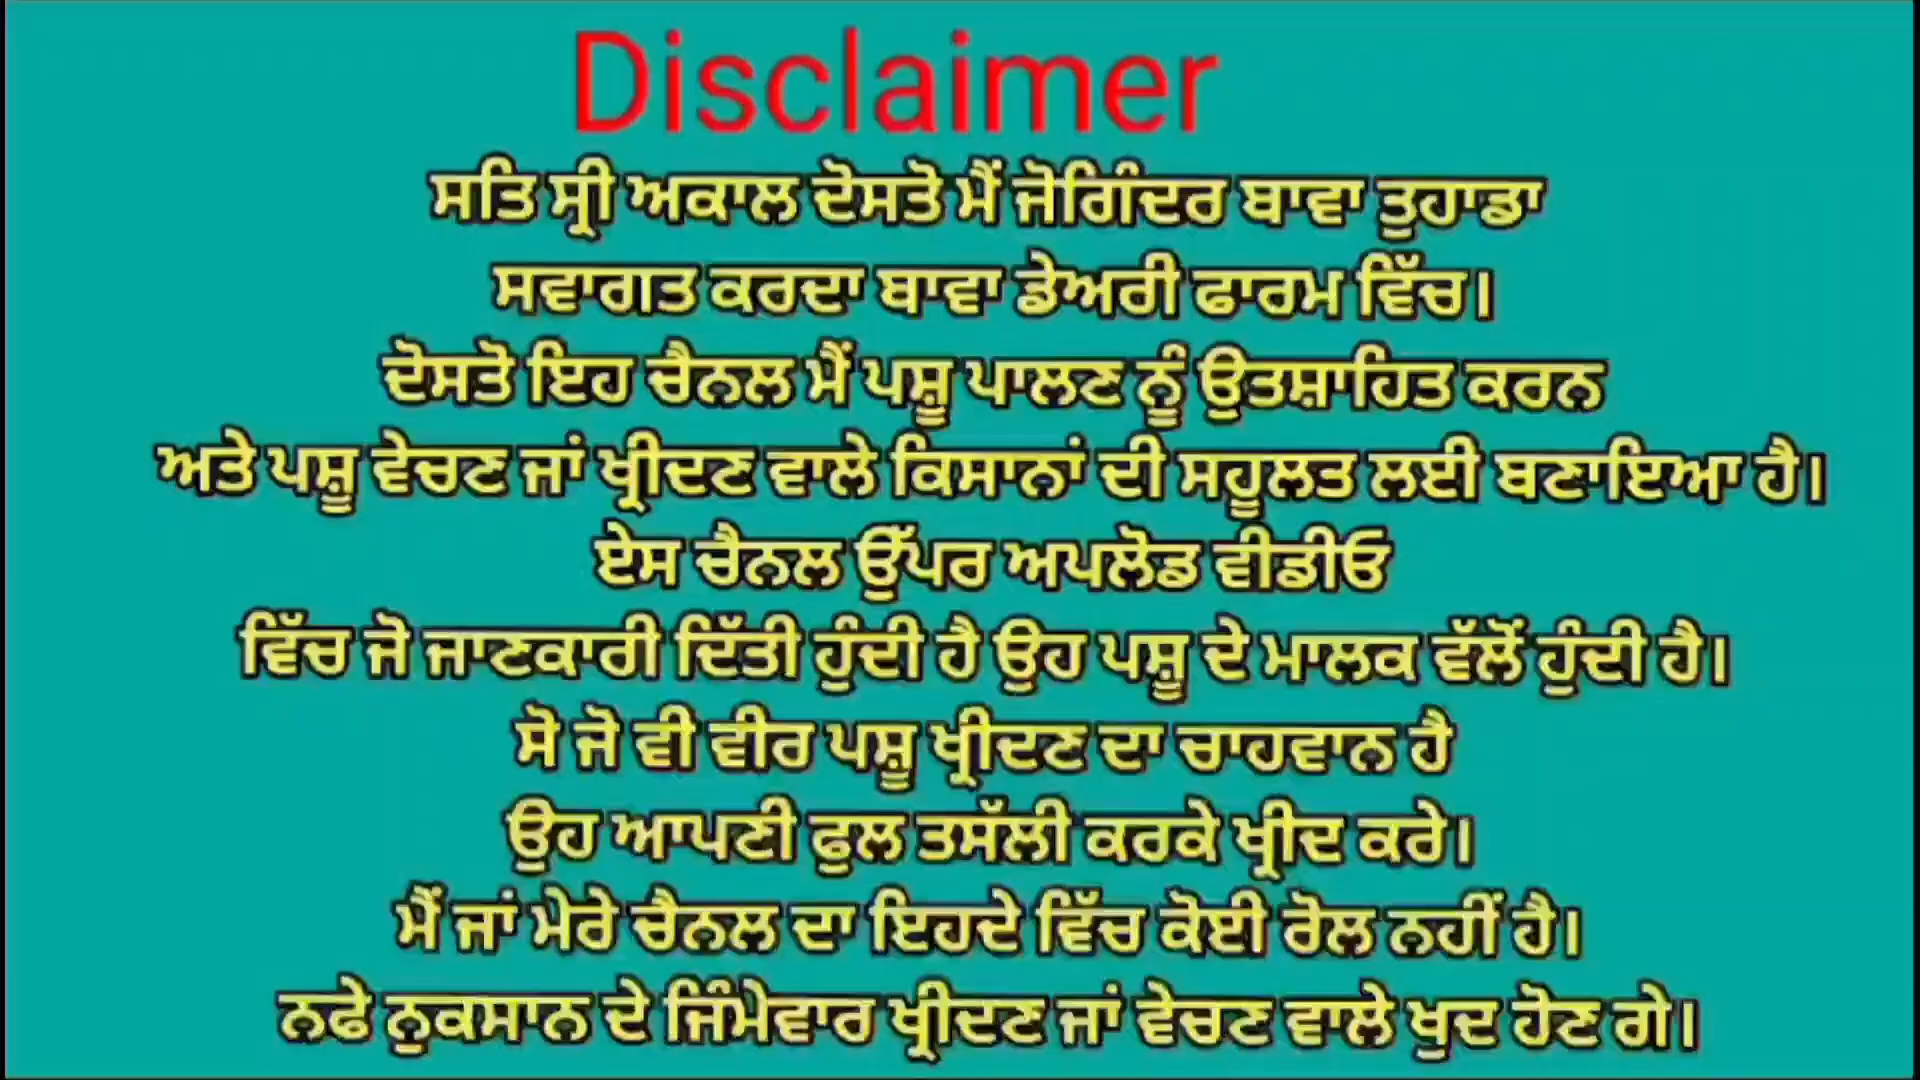 Disclaimer
ਸਤਿ ਸ੍ਰੀ ਅਕਾਲ ਦੋਸਤੋ ਮੈਂ ਜੋਗਿੰਦਰ ਬਾਵਾ ਤੁਹਾਡਾ
ਸਵਾਗਤ ਕਰਦਾ ਬਾਵਾ ਡੇਅਰੀ ਫਾਰਮ ਵਿੱਚ।
ਦੋਸਤੋ ਇਹ ਚੈਨਲ ਮੈਂ ਪਸ਼ੂ ਪਾਲਣ ਨੂੰ ਉਤਸ਼ਾਹਿਤ ਕਰਨ
ਅਤੇ ਪਸ਼ੂ ਵੇਚਣ ਜਾਂ ਖ੍ਰੀਦਣ ਵਾਲੇ ਕਿਸਾਨਾਂ ਦੀ ਸਹੂਲਤ ਲਈ ਬਣਾਇਆ ਹੈ।
ਏਸ ਚੈਨਲ ਉੱਪਰ ਅਪਲੋਡ ਵੀਡੀਓ
ਵਿੱਚ ਜੋ ਜਾਣਕਾਰੀ ਦਿੱਤੀ ਹੁੰਦੀ ਹੈ ਉਹ ਪਸ਼ੂ ਦੇ ਮਾਲਕ ਵੱਲੋਂ ਹੁੰਦੀ ਹੈ।
ਸੋ ਜੋ ਵੀ ਵੀਰ ਪਸ਼ੂ ਖ੍ਰੀਦਣ ਦਾ ਚਾਹਵਾਨ ਹੈ
ਉਹ ਆਪਣੀ ਫੁਲ ਤਸੱਲੀ ਕਰਕੇ ਖ੍ਰੀਦ ਕਰੇ।
ਮੈਂ ਜਾਂ ਮੇਰੇ ਚੈਨਲ ਦਾ ਇਹਦੇ ਵਿੱਚ ਕੋਈ ਰੋਲ ਨਹੀਂ ਹੈ।
ਨਫੇ ਨੁਕਸਾਨ ਦੇ ਜਿੰਮੇਵਾਰ ਖ੍ਰੀਦਣ ਜਾਂ ਵੇਚਣ ਵਾਲੇ ਖੁਦ ਹੋਣ ਗੇ।